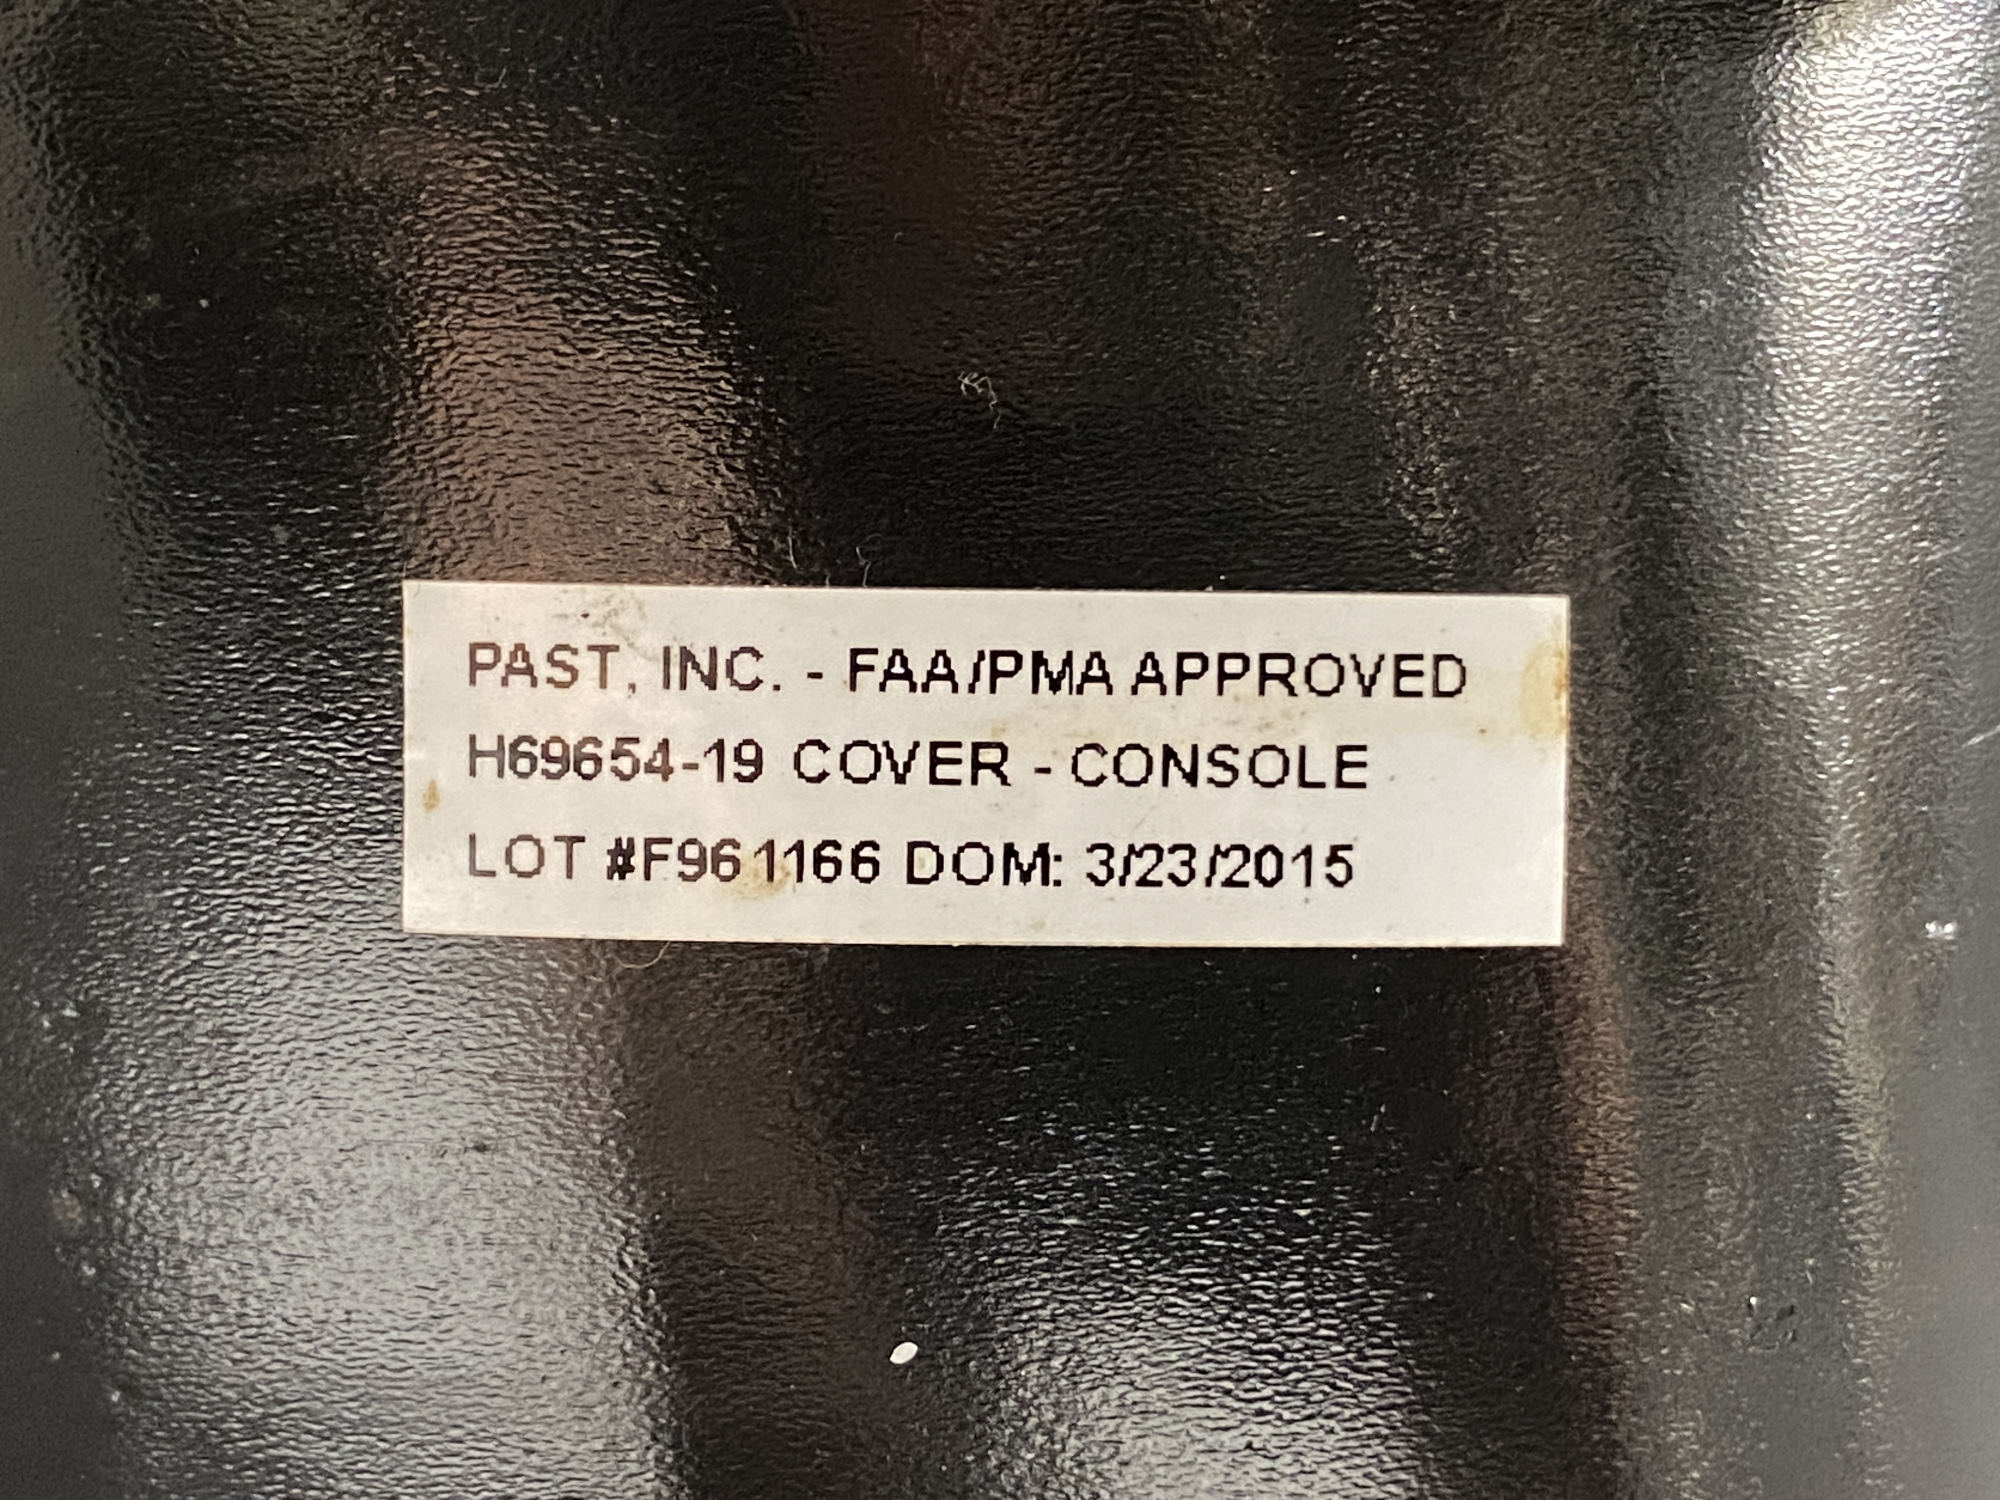 PAST, INC. - FAA/PMA APPROVED
H69654-19 COVER - CONSOLE
LOT #F961166 DOM: 3/23/2015